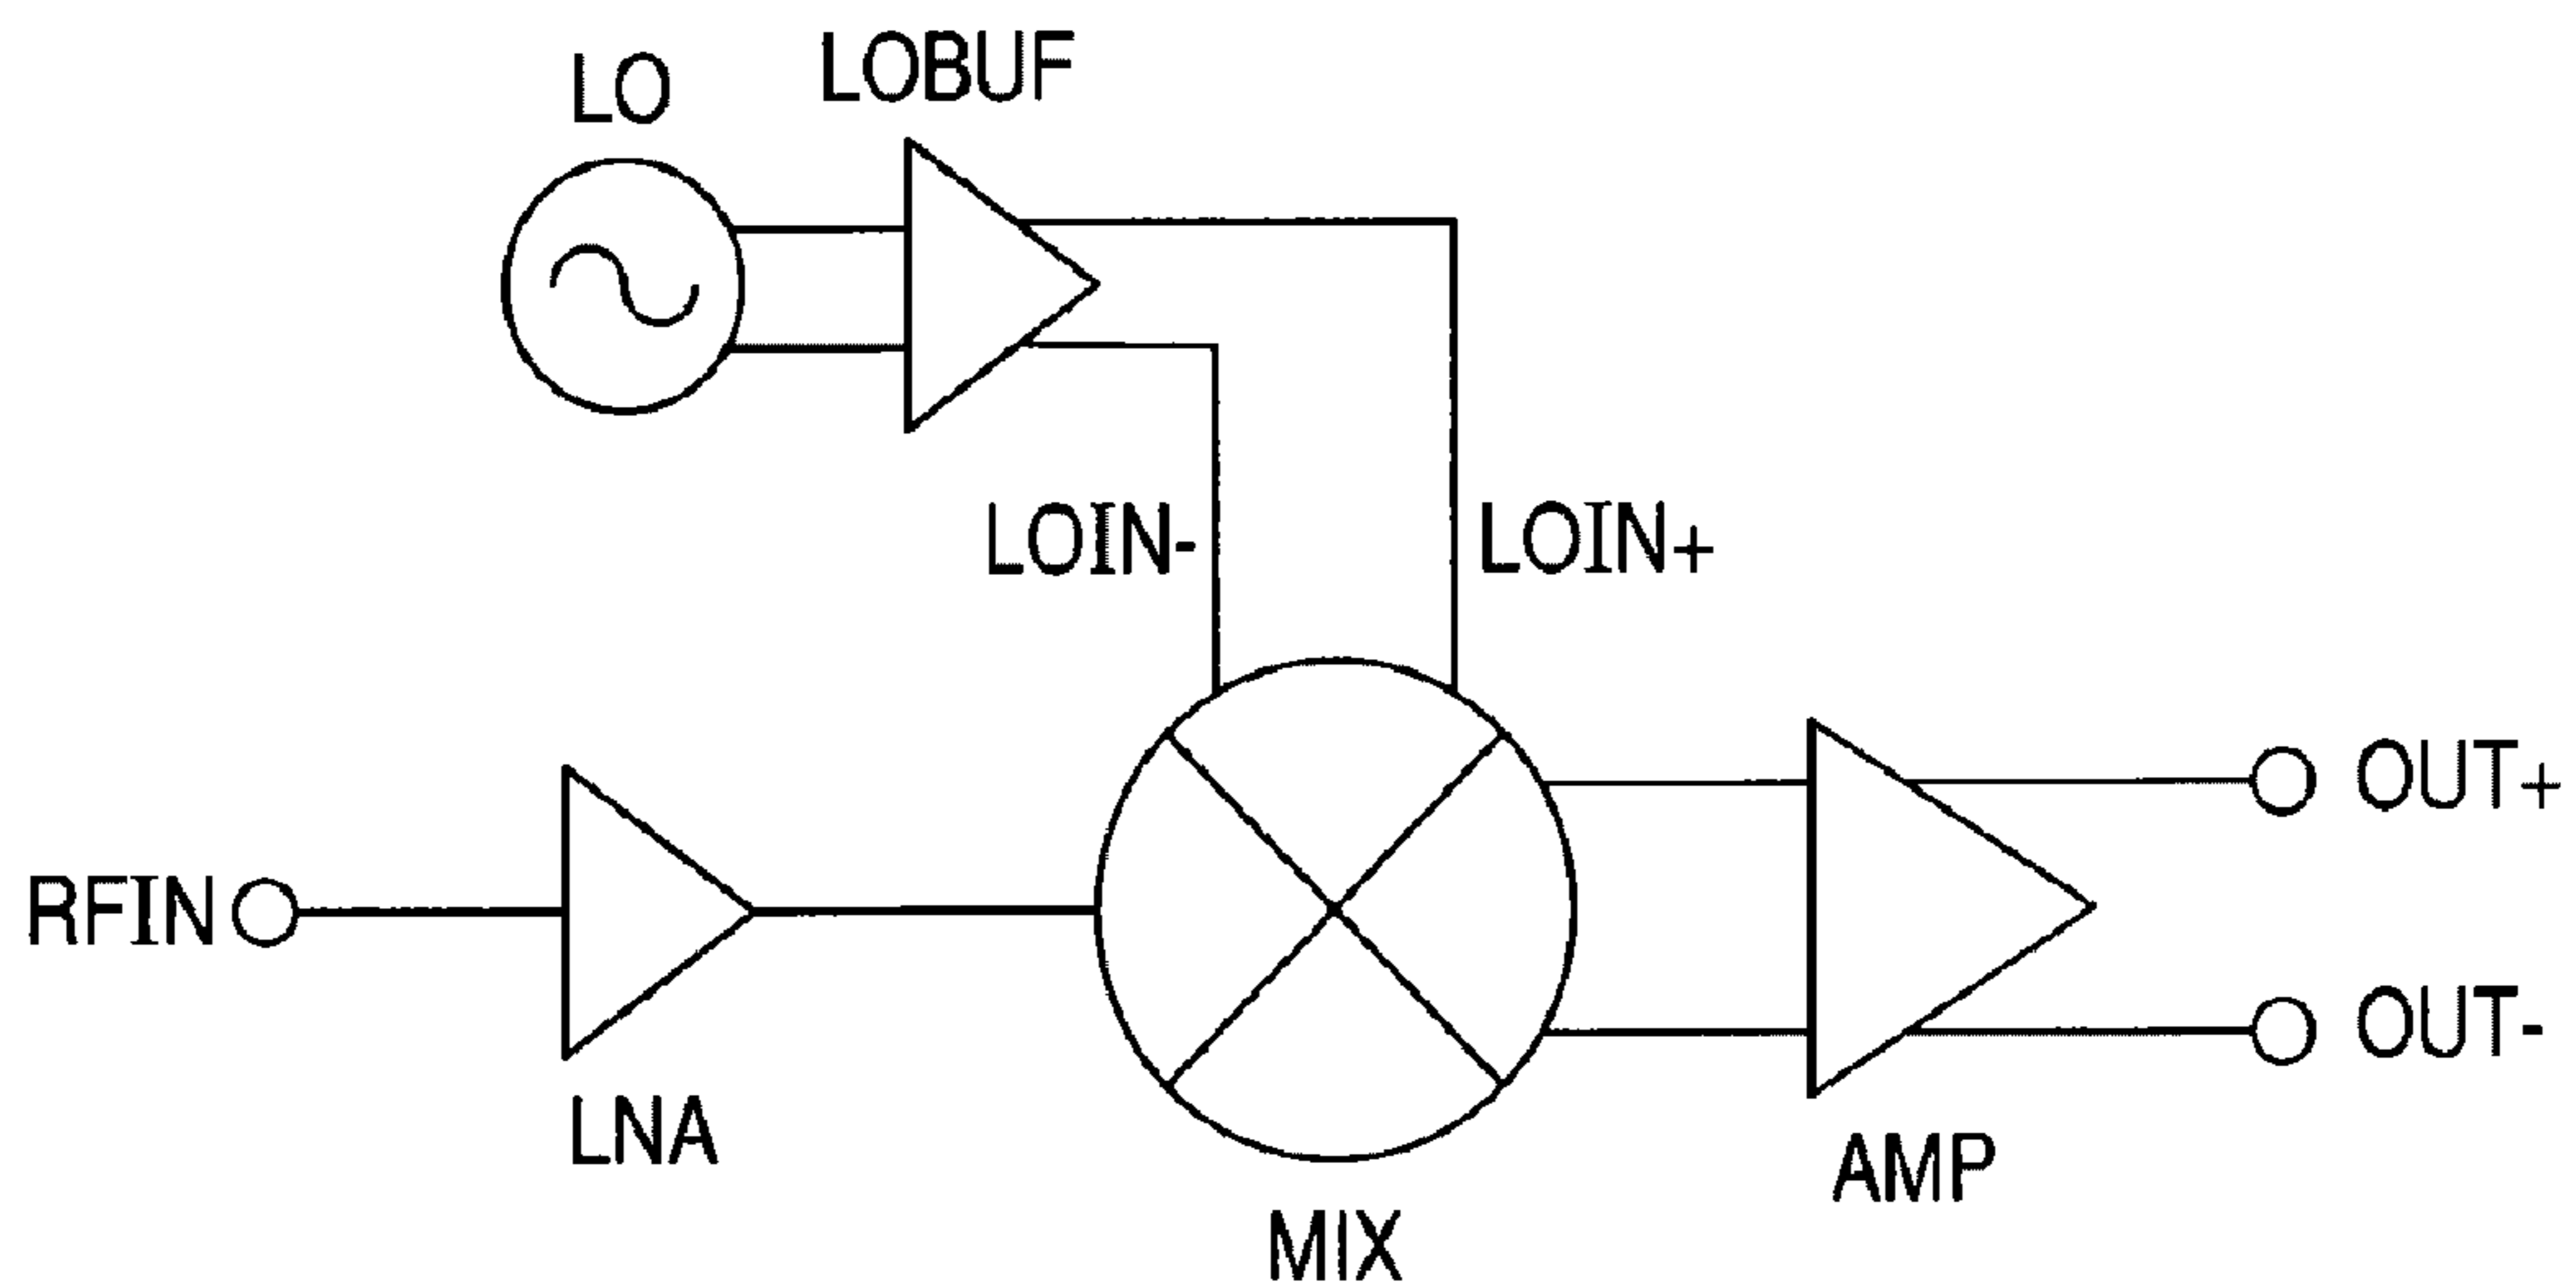 LO
LOBUF
LOIN-
LOIN+
RFIN
LNA
MIX
AMP
OUT+
OUT-